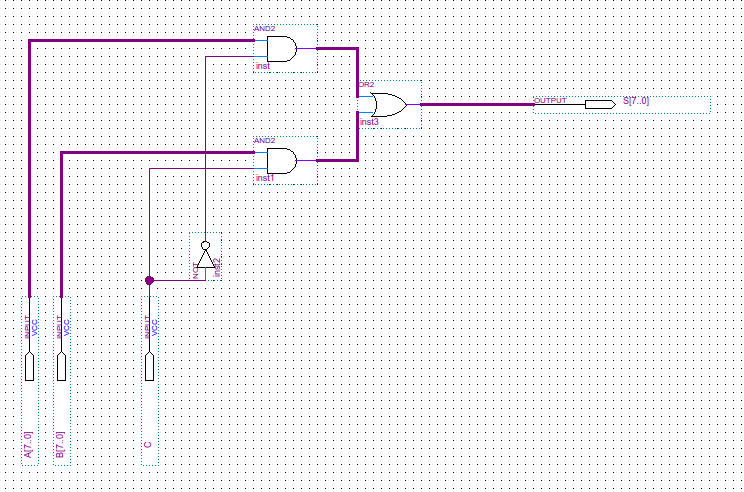 AND2
inst
OR2
inst3
OUTPUT
S[7..0]
AND2
inst1
NOT
inst2
INPUT
VCC
INPUT
VCC
INPUT
VCC
A[7..0]
B[7..0]
C